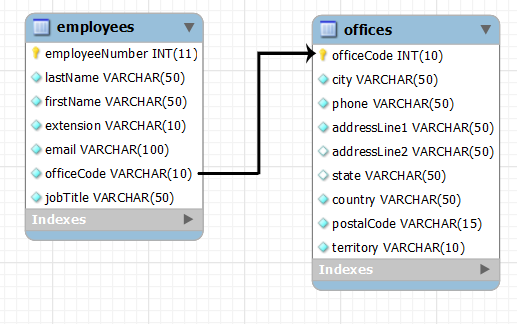 employees
employeeNumber INT(11)
lastName VARCHAR(50)
firstName VARCHAR(50)
extension VARCHAR(10)
email VARCHAR(100)
officeCode VARCHAR(10)
jobTitle VARCHAR(50)
Indexes
offices
officeCode INT(10)
city VARCHAR(50)
phone VARCHAR(50)
addressLine1 VARCHAR(50)
addressLine2 VARCHAR(50)
state VARCHAR(50)
country VARCHAR(50)
postalCode VARCHAR(15)
territory VARCHAR(10)
Indexes